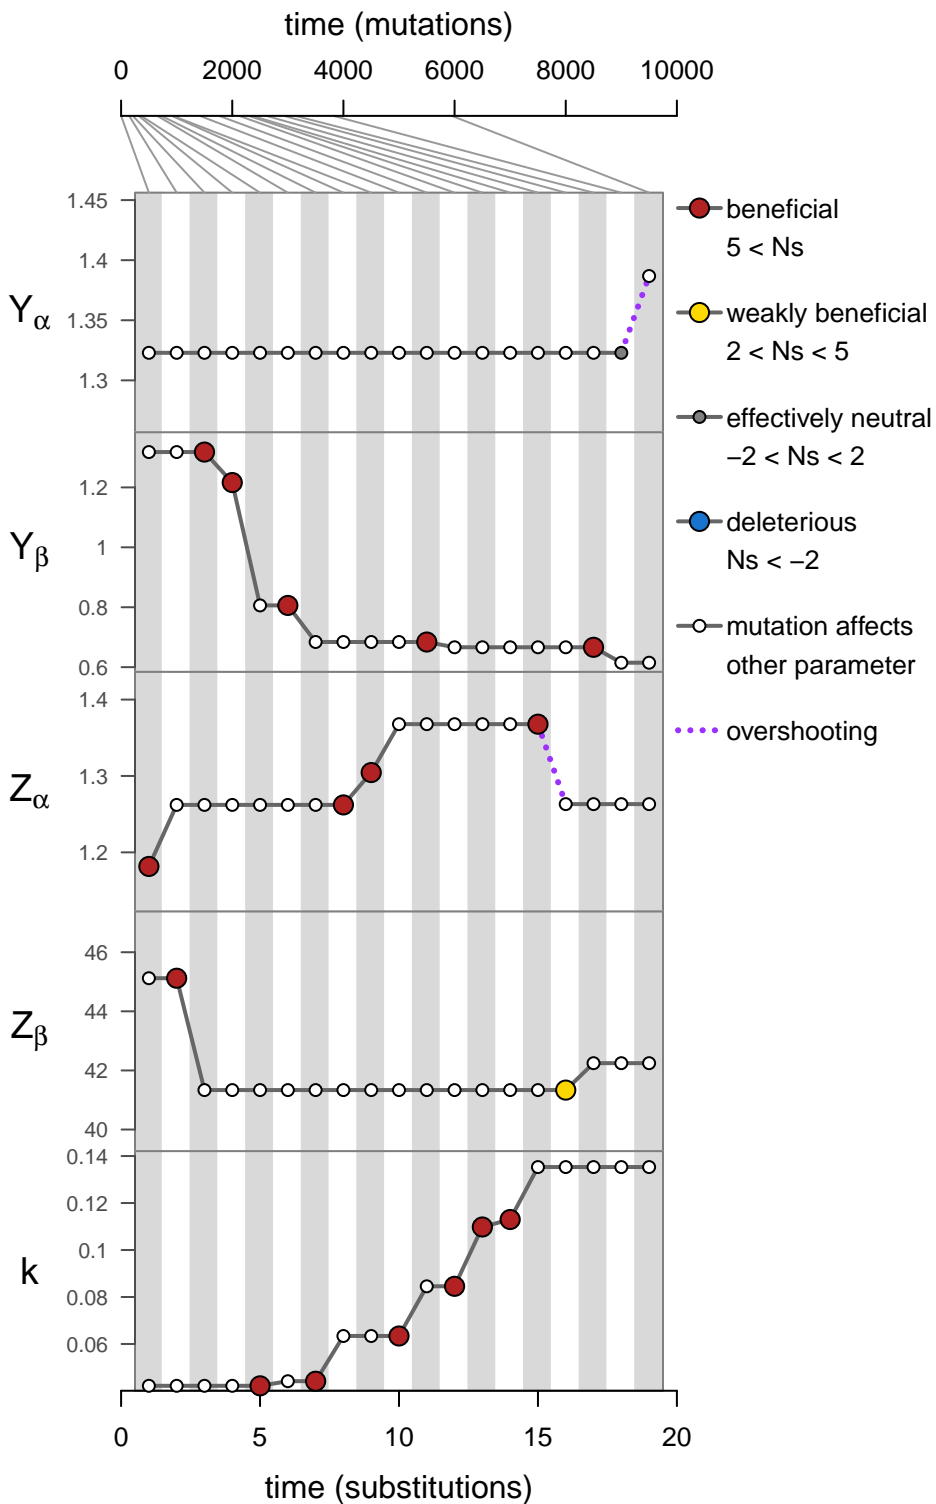 time (mutations)
0 2000 4000 6000 8000 10000
Yα
1.45
1.4
1.35
1.3
Yβ
1.2
1
0.8
0.6
Zα
1.4
1.3
1.2
Zβ
46
44
42
40
k
0.14
0.12
0.1
0.08
0.06
0 5 10 15 20
time (substitutions)
beneficial
5 < Ns
weakly beneficial
2 < Ns < 5
effectively neutral
−2 < Ns < 2
deleterious
Ns < −2
mutation affects
other parameter
overshooting